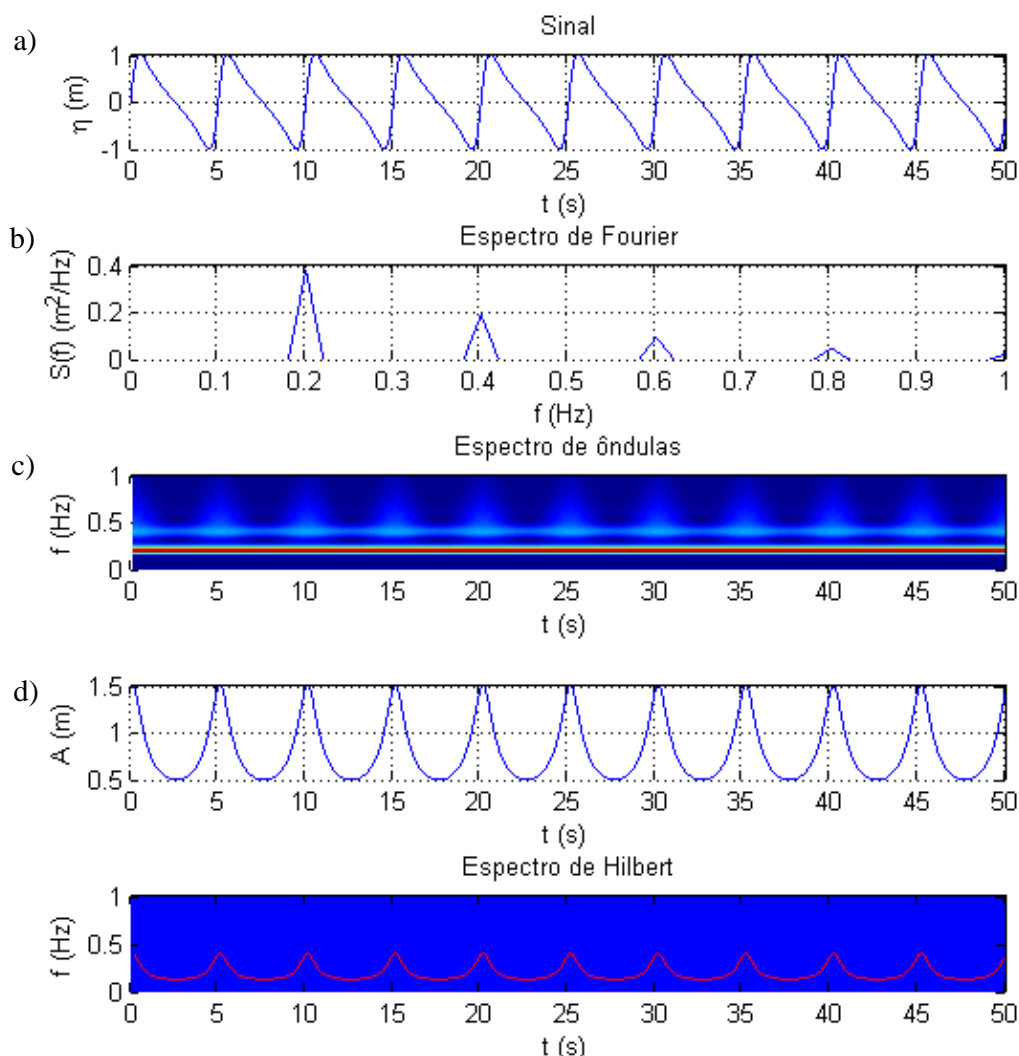 a)
Sinal
η (m)
1
0
-1
0 5 10 15 20 25 30 35 40 45 50
t (s)
b)
Espectro de Fourier
S(f) (m²/Hz)
0.4
0.2
0
0 0.1 0.2 0.3 0.4 0.5 0.6 0.7 0.8 0.9 1
f (Hz)
c)
Espectro de ôndulas
f (Hz)
1
0.5
0
0 5 10 15 20 25 30 35 40 45 50
t (s)
d)
A (m)
1.5
1
0.5
0 5 10 15 20 25 30 35 40 45 50
t (s)
Espectro de Hilbert
f (Hz)
1
0.5
0
0 5 10 15 20 25 30 35 40 45 50
t (s)